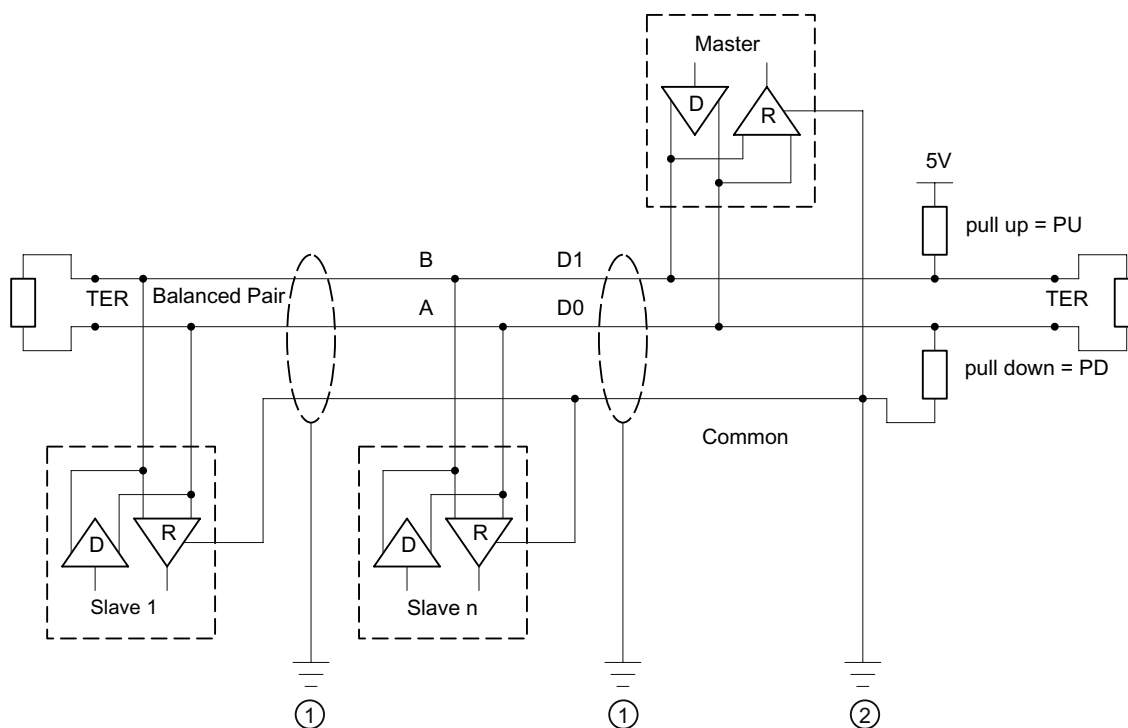 Master
D
R
5V
pull up = PU
B
D1
TER
Balanced Pair
A
D0
TER
pull down = PD
Common
D
R
D
R
Slave 1
Slave n
1
1
2